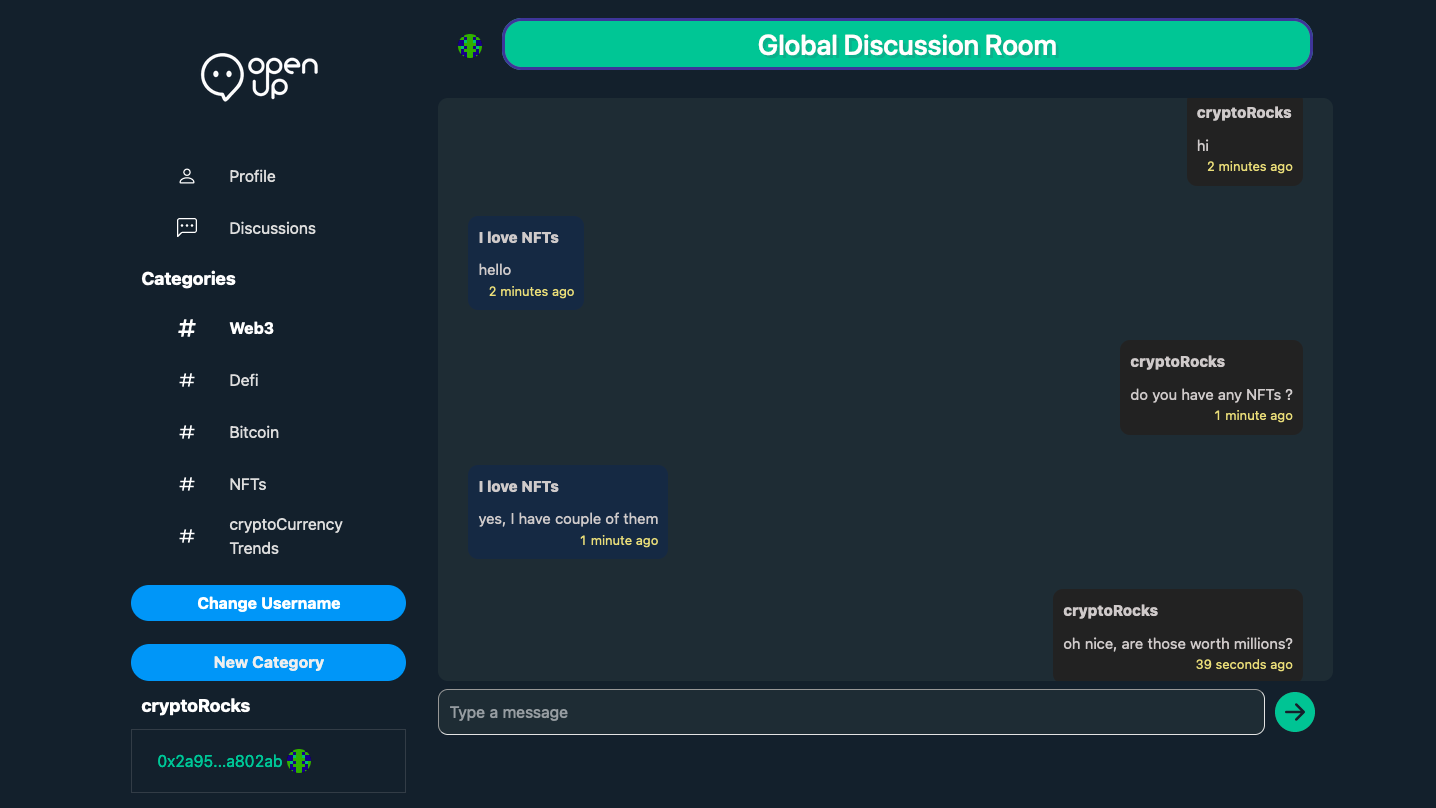 open
up
Profile
Discussions
Categories
# Web3
# Defi
# Bitcoin
# NFTs
# cryptoCurrency
Trends
Change Username
New Category
cryptoRocks
0x2a95...a802ab
Global Discussion Room
cryptoRocks
hi
2 minutes ago
I love NFTs
hello
2 minutes ago
cryptoRocks
do you have any NFTs ?
1 minute ago
I love NFTs
yes, I have couple of them
1 minute ago
cryptoRocks
oh nice, are those worth millions?
39 seconds ago
Type a message